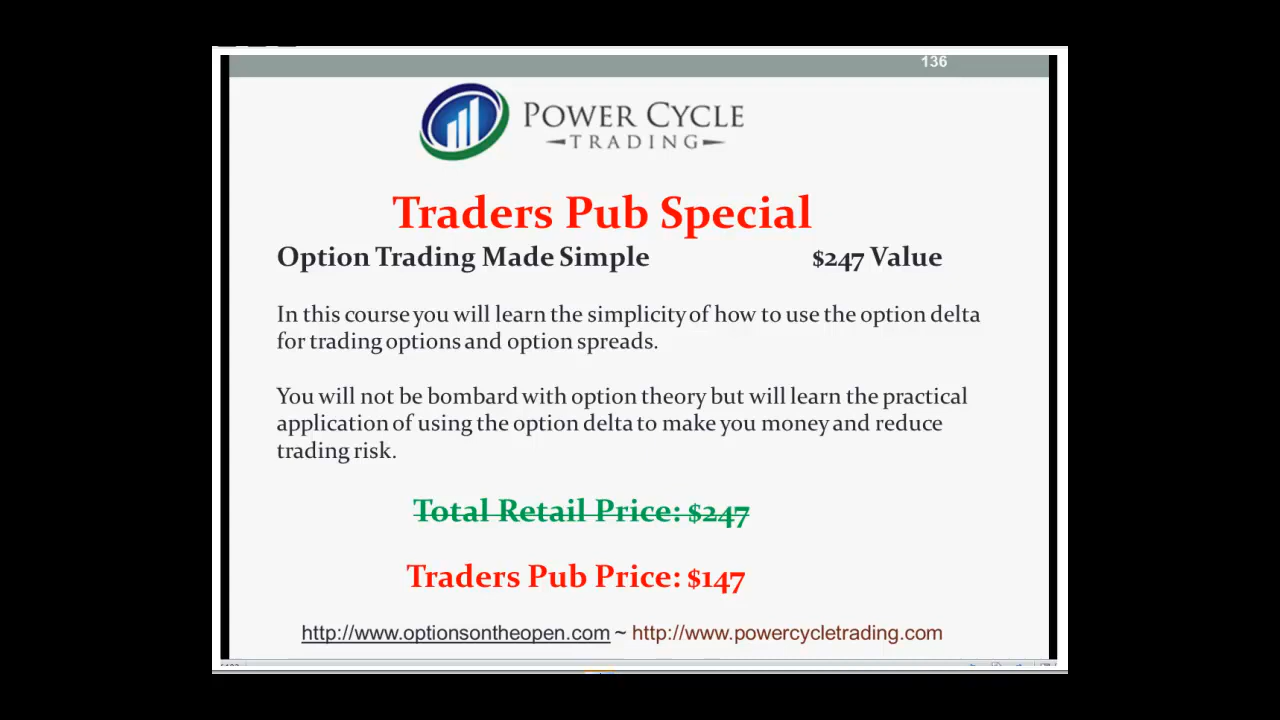 136
POWER CYCLE
TRADING
Traders Pub Special
Option Trading Made Simple $247 Value
In this course you will learn the simplicity of how to use the option delta
for trading options and option spreads.
You will not be bombard with option theory but will learn the practical
application of using the option delta to make you money and reduce
trading risk.
Total Retail Price: $247
Traders Pub Price: $147
http://www.optionsontheopen.com ~ http://www.powercycletrading.com